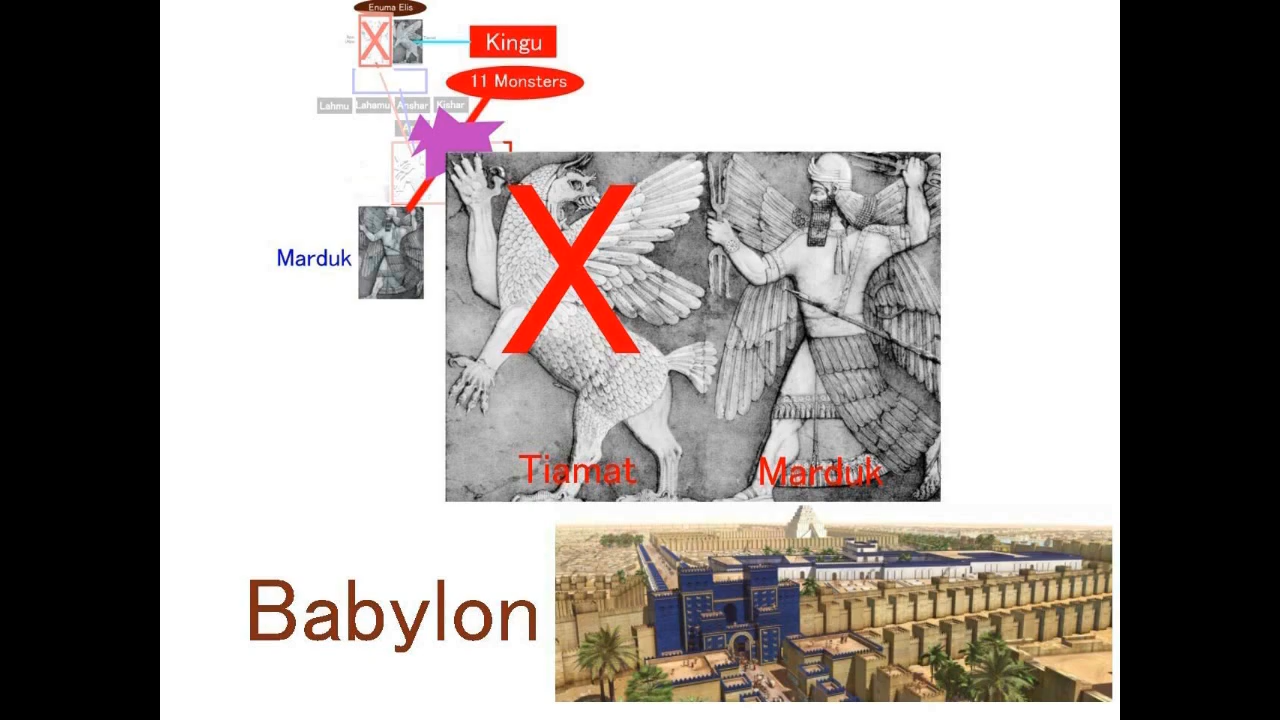 Enuma Elis
X
Kingu
11 Monsters
Lahmu Lahamu Anshar Kishar
Marduk
X
Tiamat Marduk
Babylon